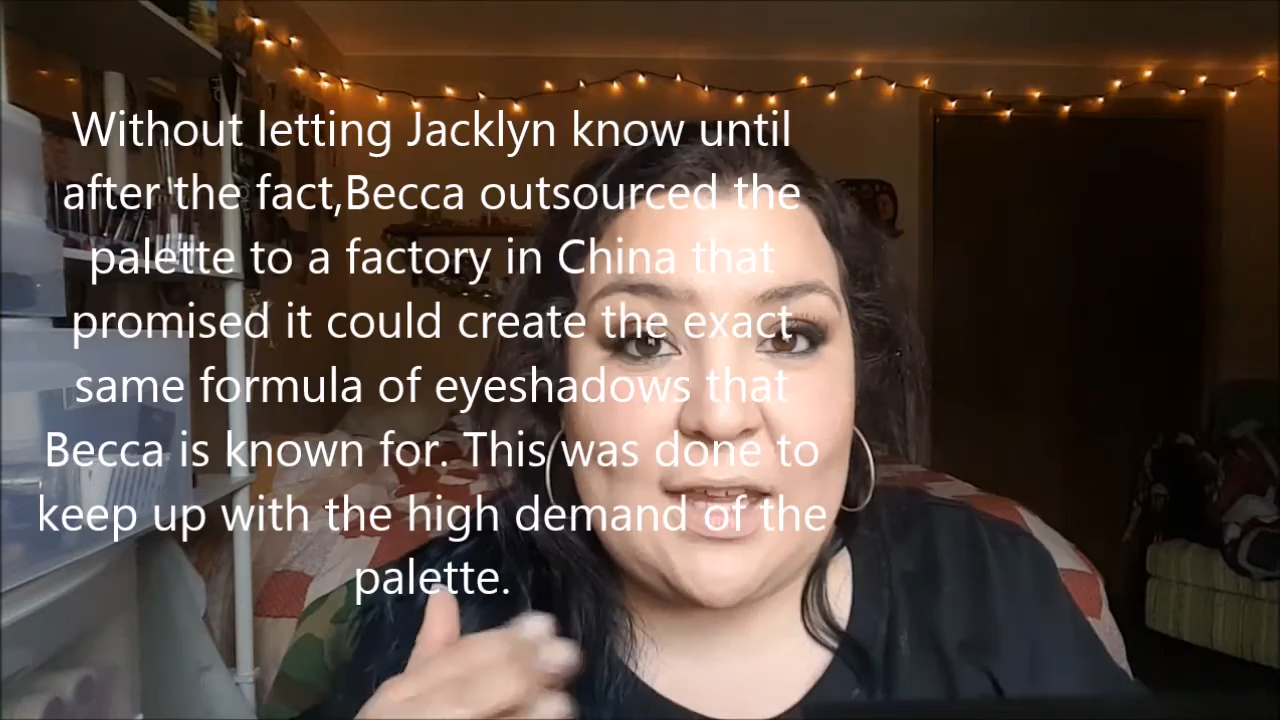 Without letting Jacklyn know until
after the fact,Becca outsourced the
palette to a factory in China that
promised it could create the exact
same formula of eyeshadows that
Becca is known for. This was done to
keep up with the high demand of the
palette.